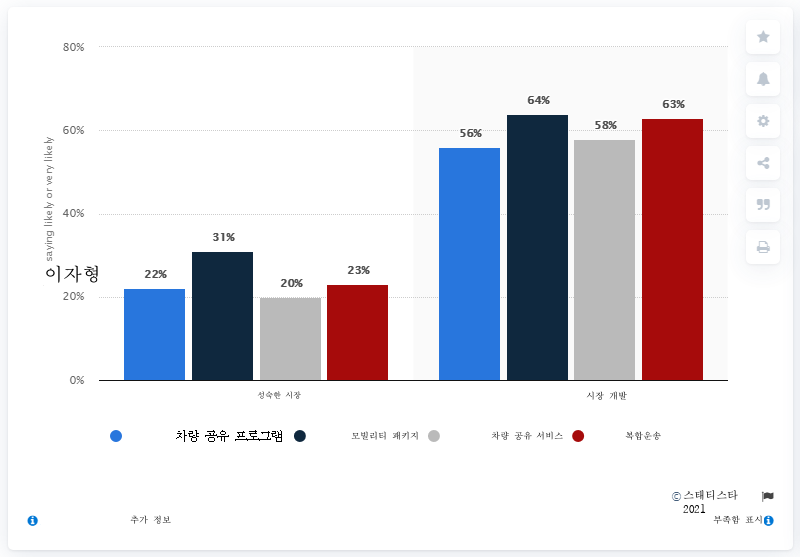 80%
64%
63%
60%
58%
56%
saying likely or very likely
40%
31%
이자형
23%
22%
20%
20%
0%
성숙한 시장
시장 개발
차량 공유 프로그램
모빌리티 패키지
차량 공유 서비스
복합운송
© 스태티스타
2021
추가 정보
부족함 표시